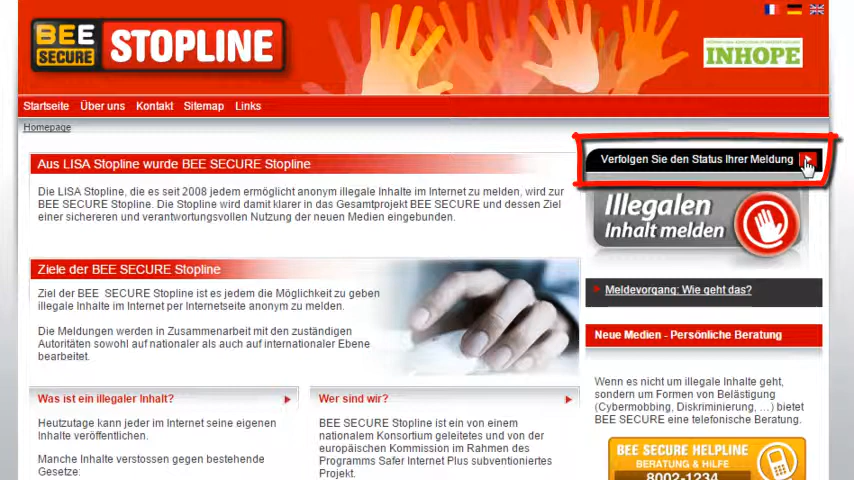 BEE SECURE STOPLINE
INHOPE
Startseite Über uns Kontakt Sitemap Links
Homepage
Aus LISA Stopline wurde BEE SECURE Stopline
Die LISA Stopline, die es seit 2008 jedem ermöglicht anonym illegale Inhalte im Internet zu melden, wird zur
BEE SECURE Stopline. Die Stopline wird damit klarer in das Gesamtprojekt BEE SECURE und dessen Ziel
einer sichereren und verantwortungsvollen Nutzung der neuen Medien eingebunden.
Ziele der BEE SECURE Stopline
Ziel der BEE SECURE Stopline ist es jedem die Möglichkeit zu geben
illegale Inhalte im Internet per Internetseite anonym zu melden.
Die Meldungen werden in Zusammenarbeit mit den zuständigen
Autoritäten sowohl auf nationaler als auch auf internationaler Ebene
bearbeitet.
Was ist ein illegaler Inhalt?
Heutzutage kann jeder im Internet seine eigenen
Inhalte veröffentlichen.
Manche Inhalte verstossen gegen bestehende
Gesetze:
Wer sind wir?
BEE SECURE Stopline ist ein von einem
nationalem Konsortium geleitetes und von der
europäischen Kommission im Rahmen des
Programms Safer Internet Plus subventioniertes
Projekt.
Verfolgen Sie den Status Ihrer Meldung
Illegalen
Inhalt melden
Meldevorgang: Wie geht das?
Neue Medien - Persönliche Beratung
Wenn es nicht um illegale Inhalte geht,
sondern um Formen von Belästigung
(Cybermobbing, Diskriminierung, ...) bietet
BEE SECURE eine telefonische Beratung.
BEE SECURE HELPLINE
BERATUNG & HILFE
8002-1234